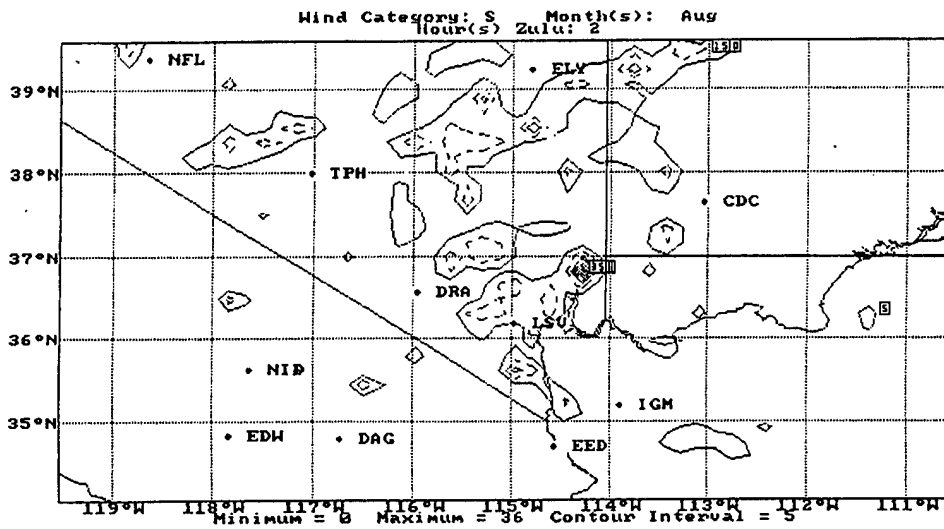 Wind Category: S Month(s): Aug
Hour(s) Zulu: 2
NFL
ELY
39°N
38°N
TPH
CDC
37°N
DRA
5
LSV
36°N
NID
35°N
IGM
EDW
DAG
EED
119°W 118°W 117°W 116°W 115°W 114°W 113°W 112°W 111°W
Minimum = 0 Maximum = 36 Contour Interval = 5